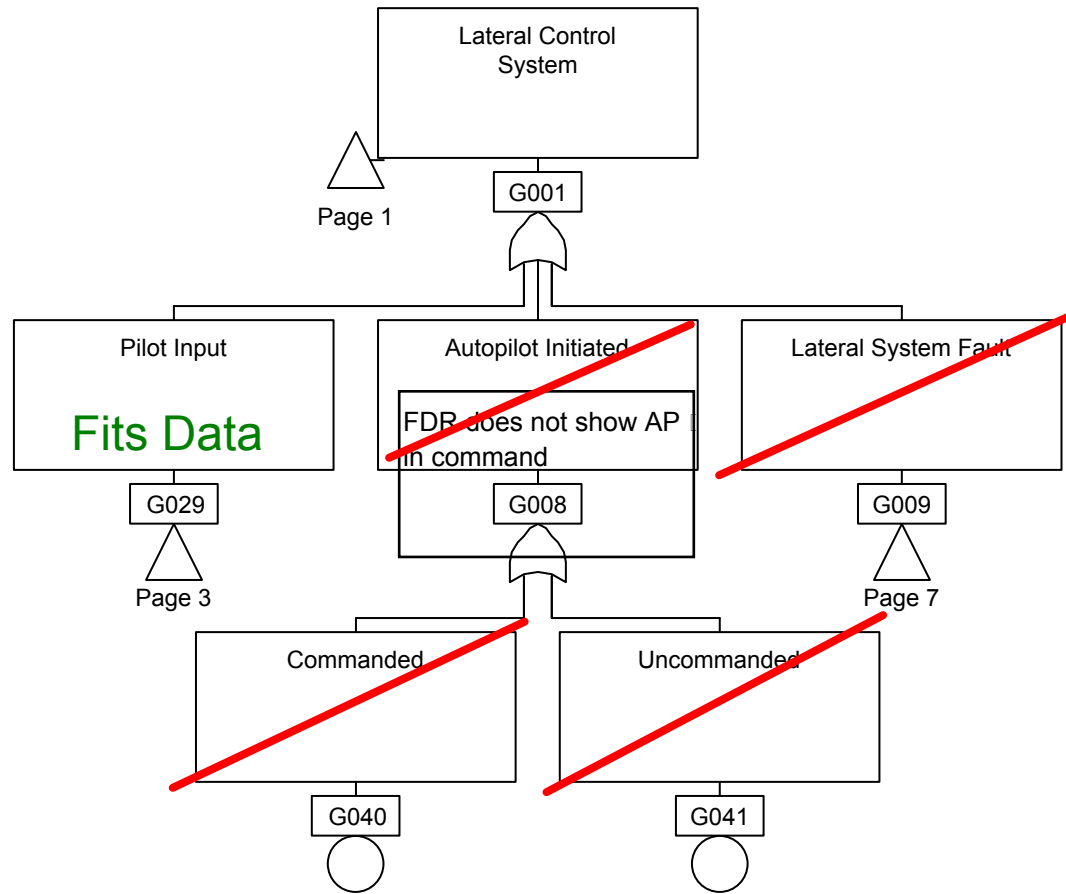 Lateral Control
System
Page 1
G001
Pilot Input
Fits Data
G029
Page 3
Autopilot Initiated
FDR does not show AP
in command
G008
Lateral System Fault
G009
Page 7
Commanded
G040
Uncommanded
G041